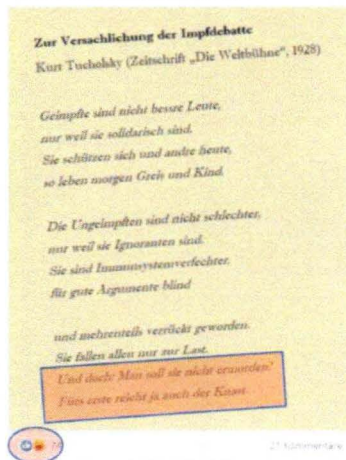 Zur Versachlichung der Impfdebatte
Kurt Tucholsky (Zeitschrift „Die Weltbühne“, 1928)
Geimpfte sind nicht bessre Leute,
nur weil sie solidarisch sind.
Sie schützen sich und andre heute,
so leben morgen Greis und Kind.
Die Ungeimpften sind nicht schlechter,
nur weil sie Ignoranten sind.
Sie sind Immunsystemverfechter,
für gute Argumente blind
und mehrenteils verrückt geworden.
Sie fallen allen nur zur Last.
Und doch: Man soll sie nicht ermorden!
Fürs erste reicht ja auch der Knast.
21 Kommentare